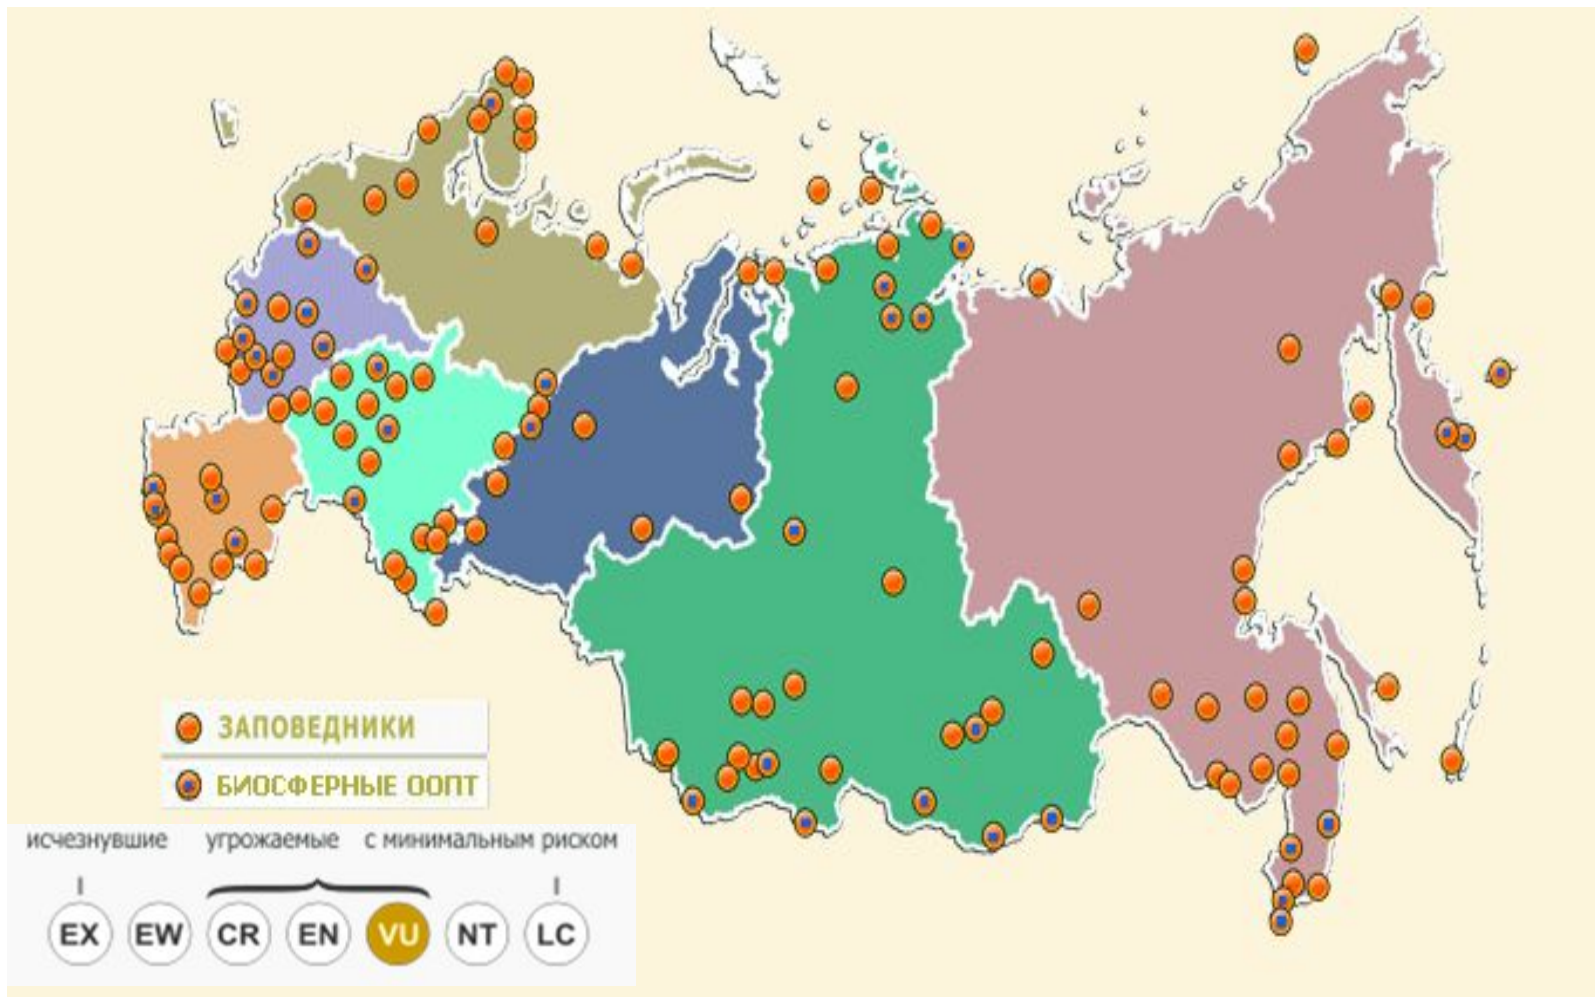 ЗАПОВЕДНИКИ
БИОСФЕРНЫЕ ООПТ
исчезнувшие угрожаемые с минимальным риском
EX EW CR EN VU NT LC